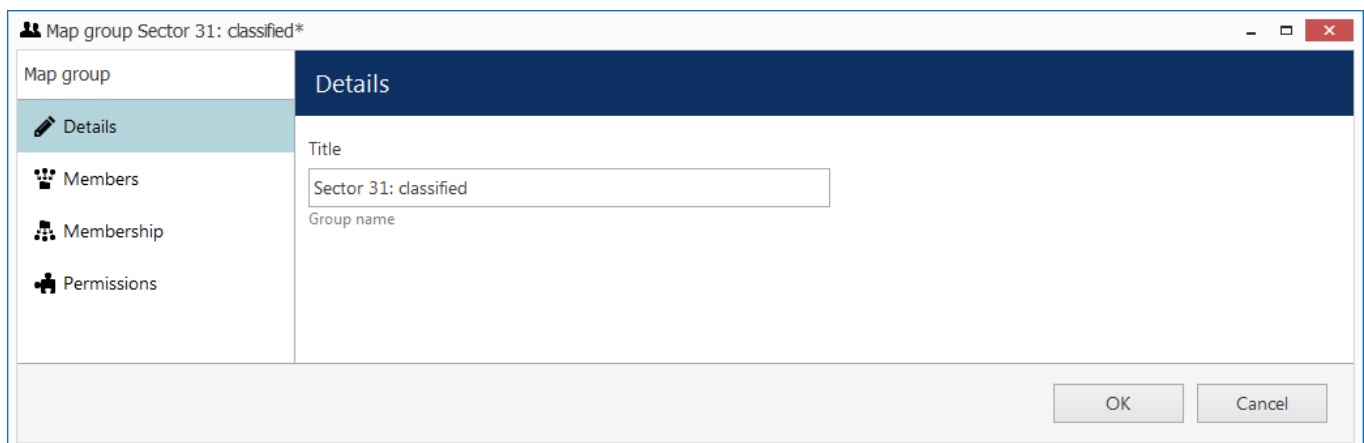 Map group Sector 31: classified*
Map group
Details
Details
Members
Membership
Permissions
Title
Sector 31: classified
Group name
OK
Cancel